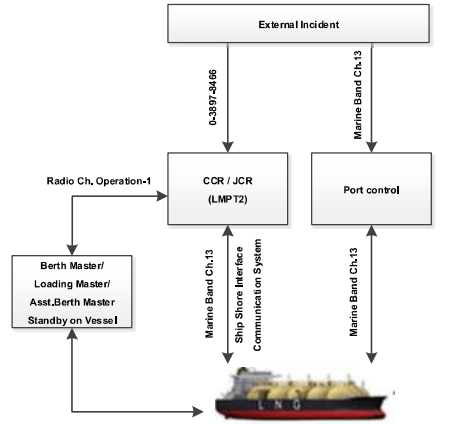 External Incident
0-3897-8466
Marine Band Ch.13
Radio Ch. Operation-1
CCR / JCR
(LMPT2)
Port control
Berth Master/
Loading Master/
Asst.Berth Master
Standby on Vessel
Marine Band Ch.13
Ship Shore Interface
Communication System
Marine Band Ch.13
L N G